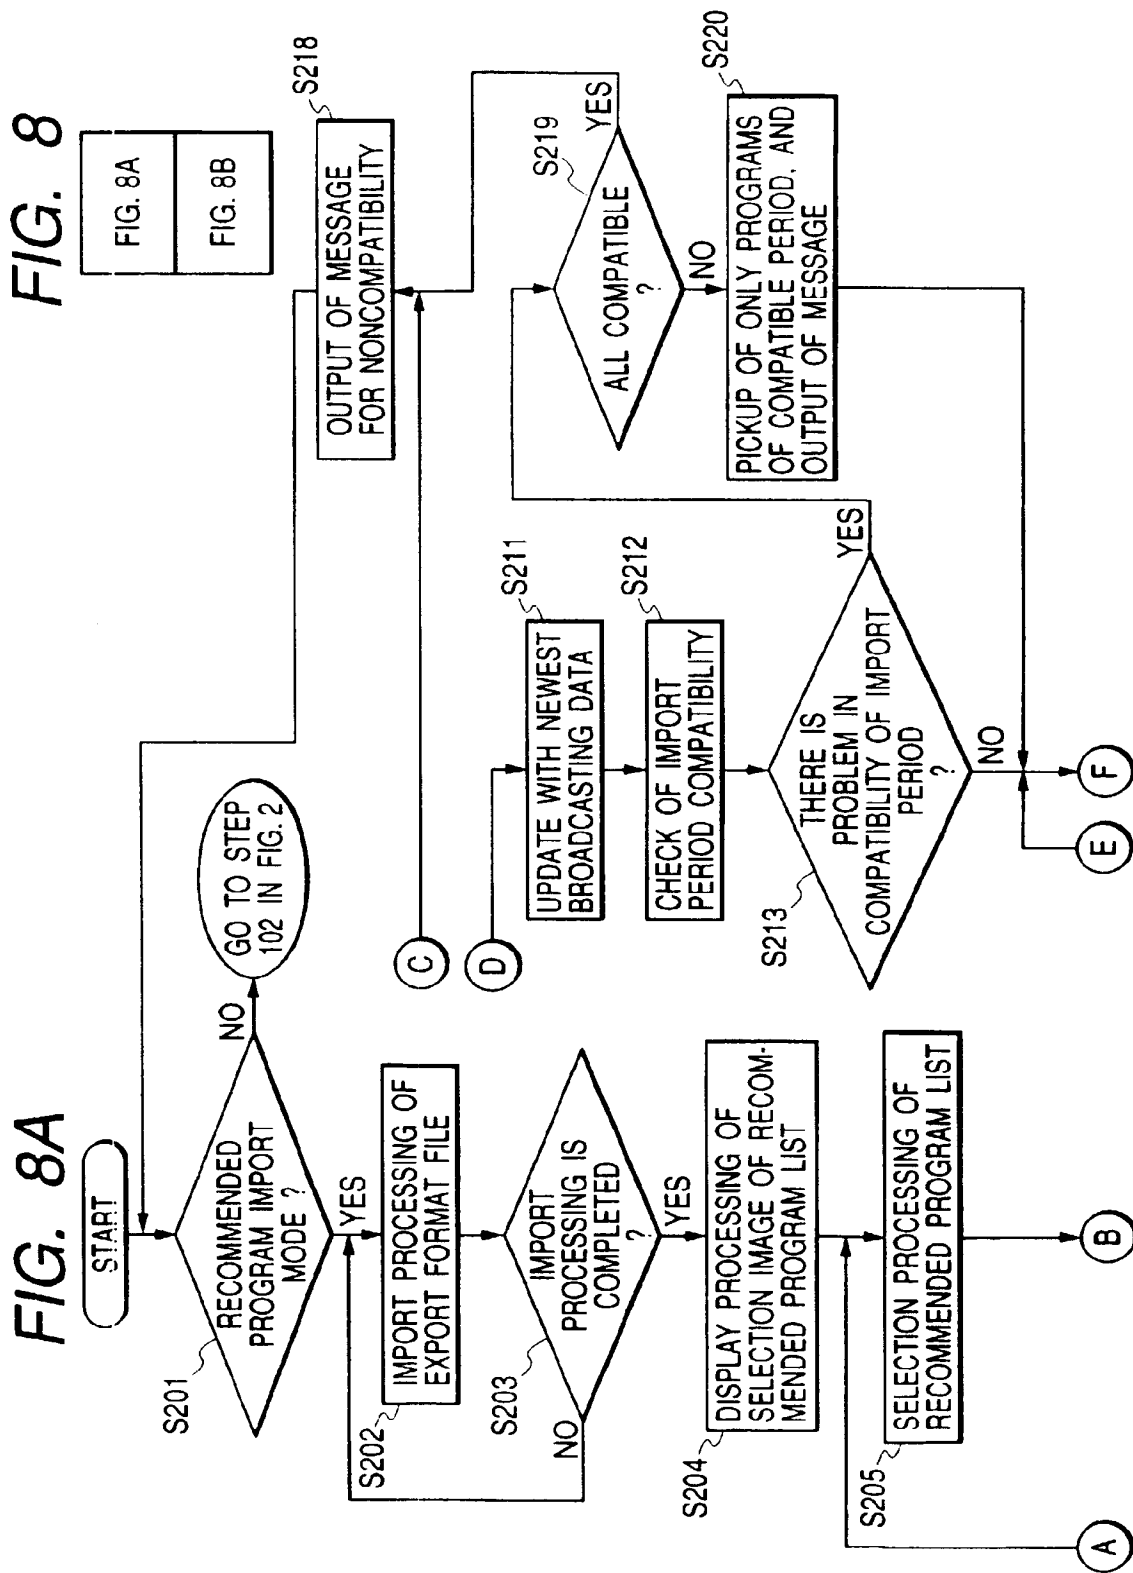 FIG. 8A
START
S201
RECOMMENDED
PROGRAM IMPORT
MODE ?
NO
GO TO STEP
102 IN FIG. 2
YES
S202
IMPORT PROCESSING OF
EXPORT FORMAT FILE
S203
IMPORT
PROCESSING IS
COMPLETED
?
NO
YES
S204
DISPLAY PROCESSING OF
SELECTION IMAGE OF RECOM-
MENDED PROGRAM LIST
S205
SELECTION PROCESSING OF
RECOMMENDED PROGRAM LIST
A
B
FIG. 8
FIG. 8A
FIG. 8B
S218
OUTPUT OF MESSAGE
FOR NONCOMPATIBILITY
C
D
S211
UPDATE WITH NEWEST
BROADCASTING DATA
S212
CHECK OF IMPORT
PERIOD COMPATIBILITY
S213
THERE IS
PROBLEM IN
COMPATIBILITY OF IMPORT
PERIOD
?
YES
NO
S219
ALL COMPATIBLE
?
YES
NO
S220
PICKUP OF ONLY PROGRAMS
OF COMPATIBLE PERIOD, AND
OUTPUT OF MESSAGE
E
F